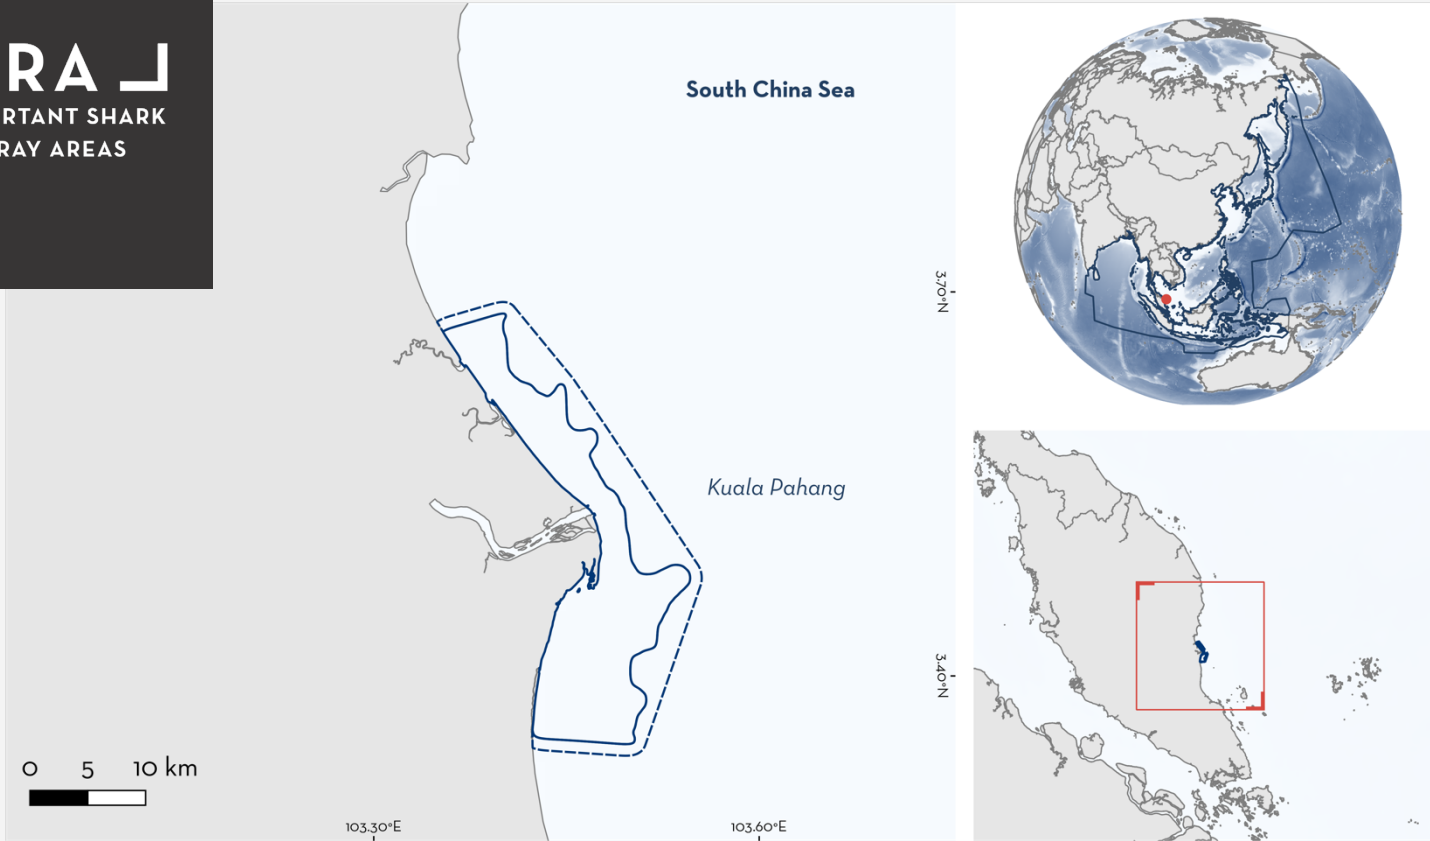 RA
RTANT SHARK
RAY AREAS
South China Sea
3.70°N
Kuala Pahang
3.40°N
0 5 10 km
103.30°E
103.60°E